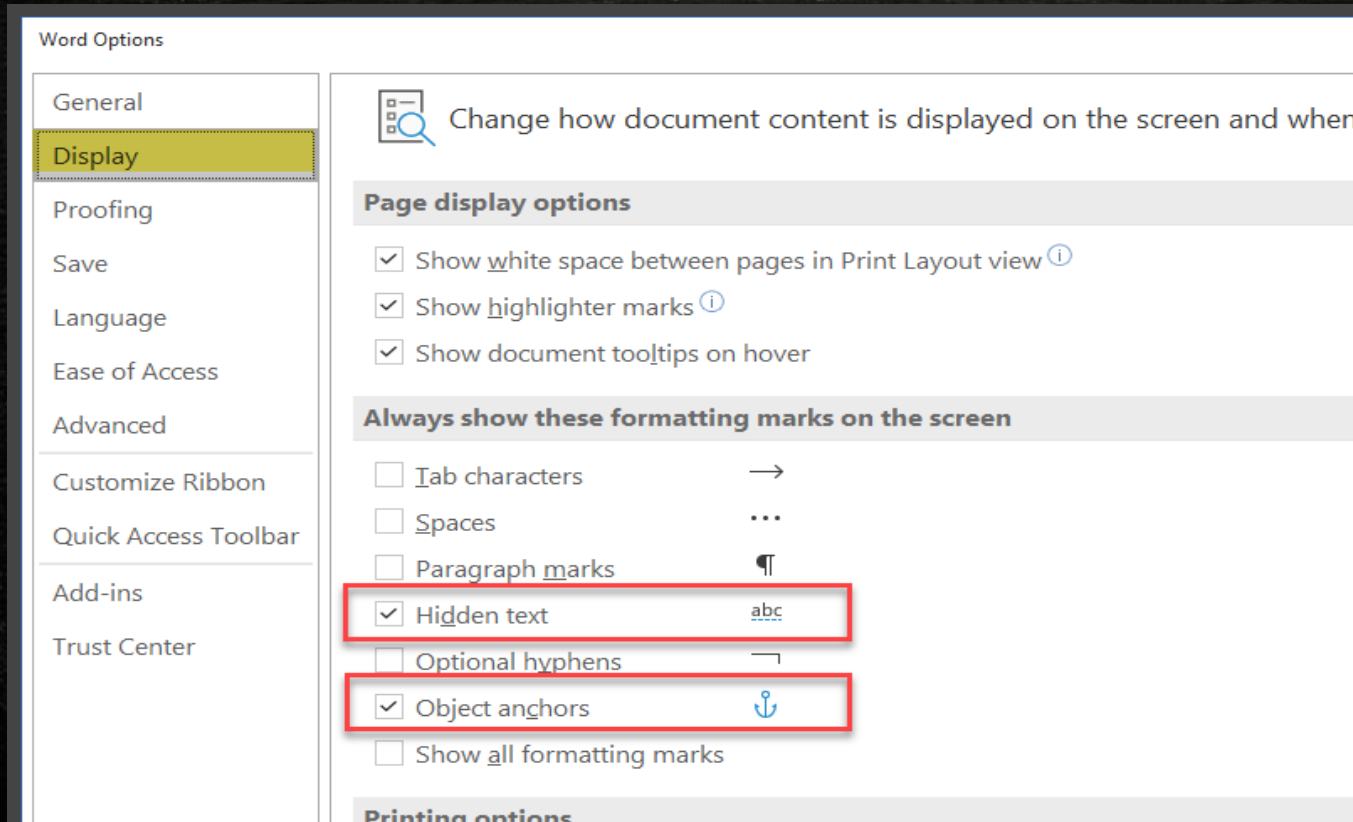 Word Options
General
Display
Proofing
Save
Language
Ease of Access
Advanced
Customize Ribbon
Quick Access Toolbar
Add-ins
Trust Center
Change how document content is displayed on the screen and when
Page display options
Show white space between pages in Print Layout view
Show highlighter marks
Show document tooltips on hover
Always show these formatting marks on the screen
Tab characters →
Spaces ...
Paragraph marks ¶
Hidden text abc
Optional hyphens ¬
Object anchors
Show all formatting marks
Printing options